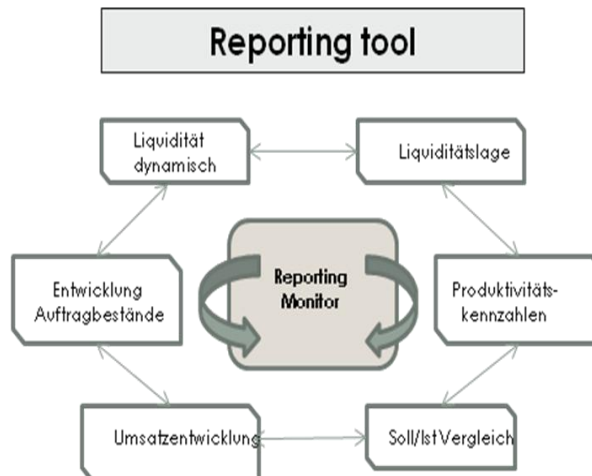 Reporting tool
Liquidität
dynamisch
Liquiditätslage
Entwicklung
Auftragbestände
Reporting
Monitor
Produktivitäts-
kennzahlen
Umsatzentwicklung
Soll/IstVergleich